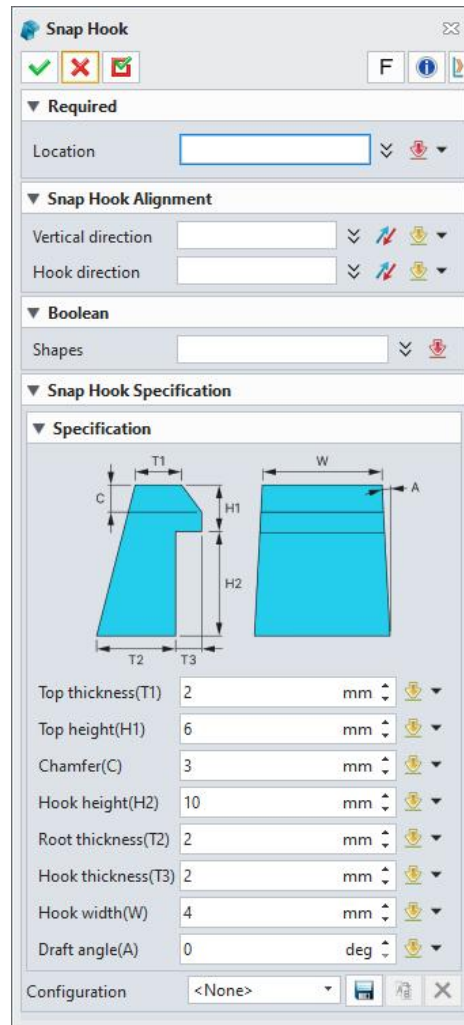 Snap Hook
F
Required
Location
Snap Hook Alignment
Vertical direction
Hook direction
Boolean
Shapes
Snap Hook Specification
Specification
T1 W
C H1 A
H2
T2 T3
Top thickness(T1) 2 mm
Top height(H1) 6 mm
Chamfer(C) 3 mm
Hook height(H2) 10 mm
Root thickness(T2) 2 mm
Hook thickness(T3) 2 mm
Hook width(W) 4 mm
Draft angle(A) 0 deg
Configuration <None>